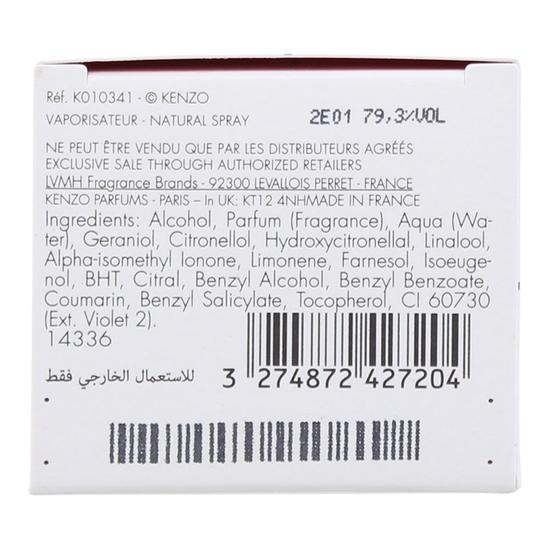 Réf. K010341 - © KENZO
VAPORISATEUR - NATURAL SPRAY
2E01 79,3%VOL
NE PEUT ÊTRE VENDU QUE PAR LES DISTRIBUTEURS AGRÉÉS
EXCLUSIVE SALE THROUGH AUTHORIZED RETAILERS
LVMH Fragrance Brands - 92300 LEVALLOIS PERRET - FRANCE
KENZO PARFUMS - PARIS – In UK: KT12 4NHMADE IN FRANCE
Ingredients: Alcohol, Parfum (Fragrance), Aqua (Wa-
ter), Geraniol, Citronellol, Hydroxycitronellal, Linalool,
Alpha-isomethyl Ionone, Limonene, Farnesol, Isoeuge-
nol, BHT, Citral, Benzyl Alcohol, Benzyl Benzoate,
Coumarin, Benzyl Salicylate, Tocopherol, CI 60730
(Ext. Violet 2).
14336
للاستعمال الخارجي فقط
3 274872 427204